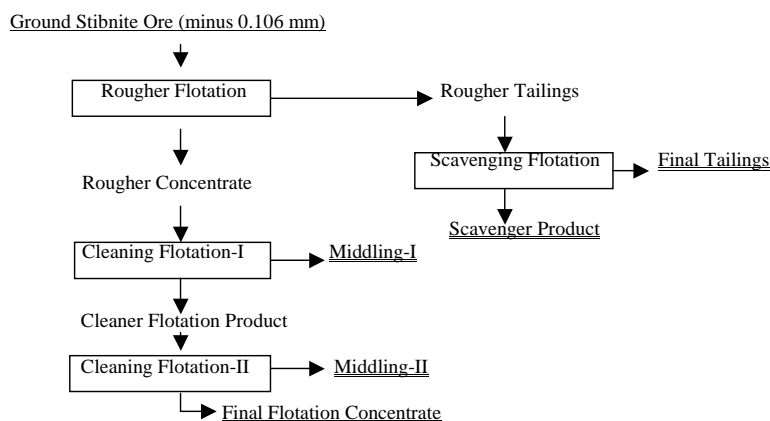 Ground Stibnite Ore (minus 0.106 mm)
Rougher Flotation
Rougher Tailings
Scavenging Flotation
Final Tailings
Rougher Concentrate
Scavenger Product
Cleaning Flotation-I
Middling-I
Cleaner Flotation Product
Cleaning Flotation-II
Middling-II
Final Flotation Concentrate